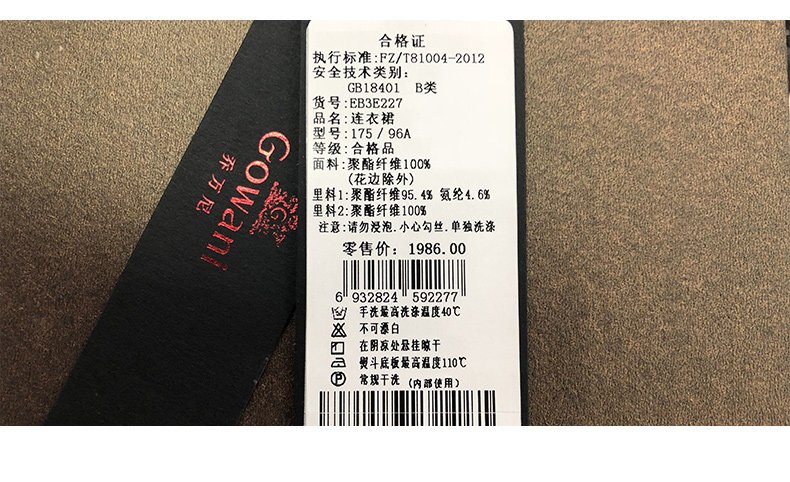 合格证
执行标准:FZ/T81004-2012
安全技术类别:
GB18401 B类
货号:EB3E227
品名:连衣裙
型号:175/96A
等级:合格品
面料:聚酯纤维100%
(花边除外)
里料1:聚酯纤维95.4% 氨纶4.6%
里料2:聚酯纤维100%
注意:请勿浸泡.小心勾丝.单独洗涤
零售价:1986.00
6 932824 592277
手洗最高洗涤温度40℃
不可漂白
在阴凉处悬挂晾干
熨斗底板最高温度110℃
常规干洗 (内部使用)
Gowani
乔万尼